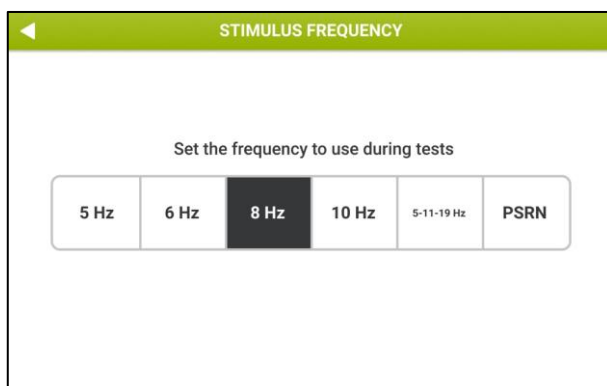 STIMULUS FREQUENCY
Set the frequency to use during tests
5 Hz 6 Hz 8 Hz 10 Hz 5-11-19 Hz PSRN